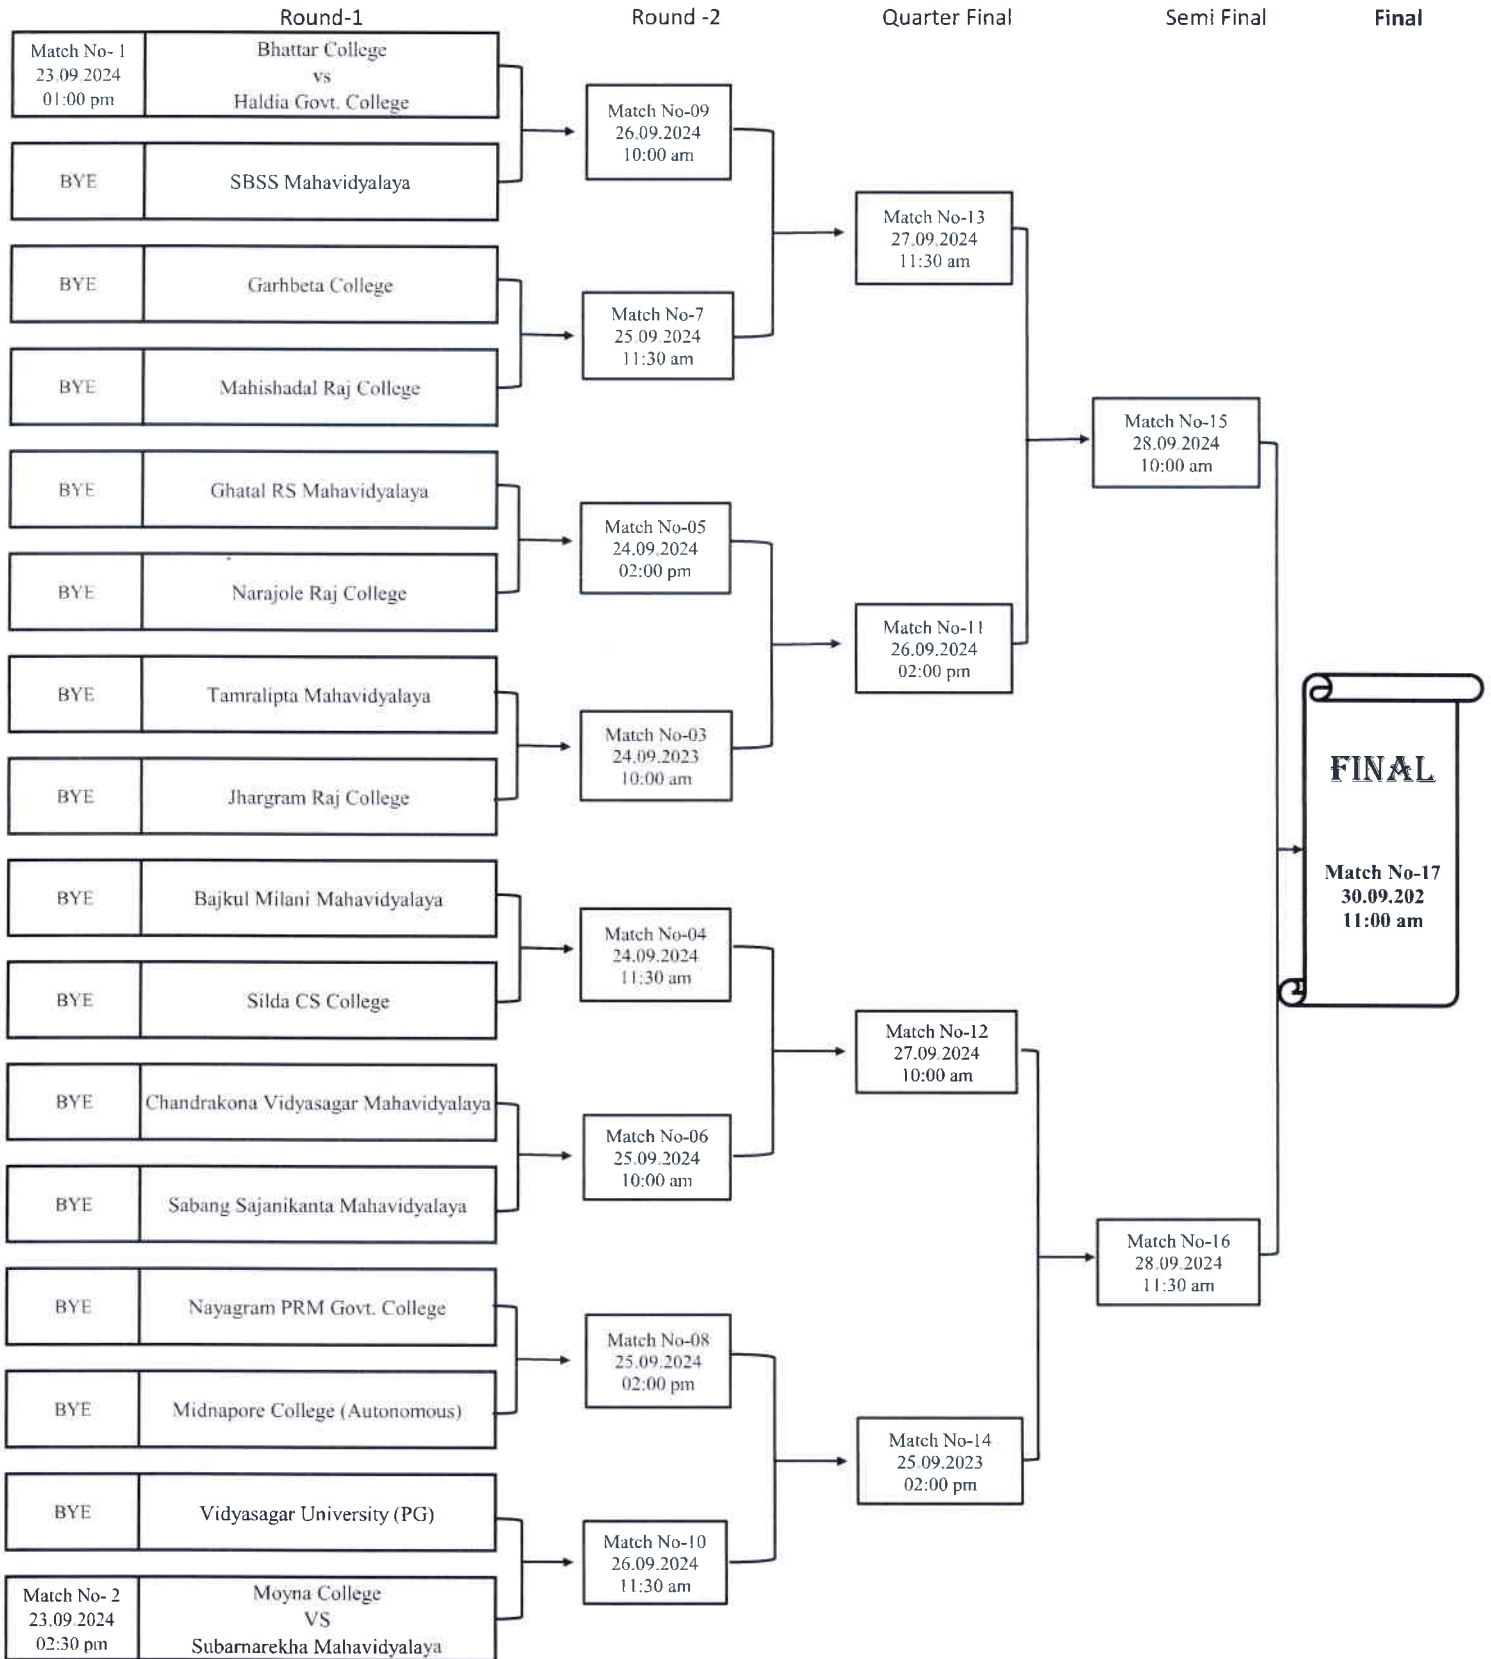 Round-1 Round -2 Quarter Final Semi Final Final
Match No- 1
23.09.2024
01:00 pm
Bhattar College
vs
Haldia Govt. College
BYE
SBSS Mahavidyalaya
BYE
Garhbeta College
BYE
Mahishadal Raj College
BYE
Ghatal RS Mahavidyalaya
BYE
Narajole Raj College
BYE
Tamralipta Mahavidyalaya
BYE
Jhargram Raj College
BYE
Bajkul Milani Mahavidyalaya
BYE
Silda CS College
BYE
Chandrakona Vidyasagar Mahavidyalaya
BYE
Sabang Sajanikanta Mahavidyalaya
BYE
Nayagram PRM Govt. College
BYE
Midnapore College (Autonomous)
BYE
Vidyasagar University (PG)
Match No- 2
23.09.2024
02:30 pm
Moyna College
VS
Subarnarekha Mahavidyalaya
Match No-09
26.09.2024
10:00 am
Match No-7
25.09.2024
11:30 am
Match No-05
24.09.2024
02:00 pm
Match No-03
24.09.2023
10:00 am
Match No-04
24.09.2024
11:30 am
Match No-06
25.09.2024
10:00 am
Match No-08
25.09.2024
02:00 pm
Match No-10
26.09.2024
11:30 am
Match No-13
27.09.2024
11:30 am
Match No-11
26.09.2024
02:00 pm
Match No-12
27.09.2024
10:00 am
Match No-14
25.09.2023
02:00 pm
Match No-15
28.09.2024
10:00 am
Match No-16
28.09.2024
11:30 am
FINAL
Match No-17
30.09.202
11:00 am